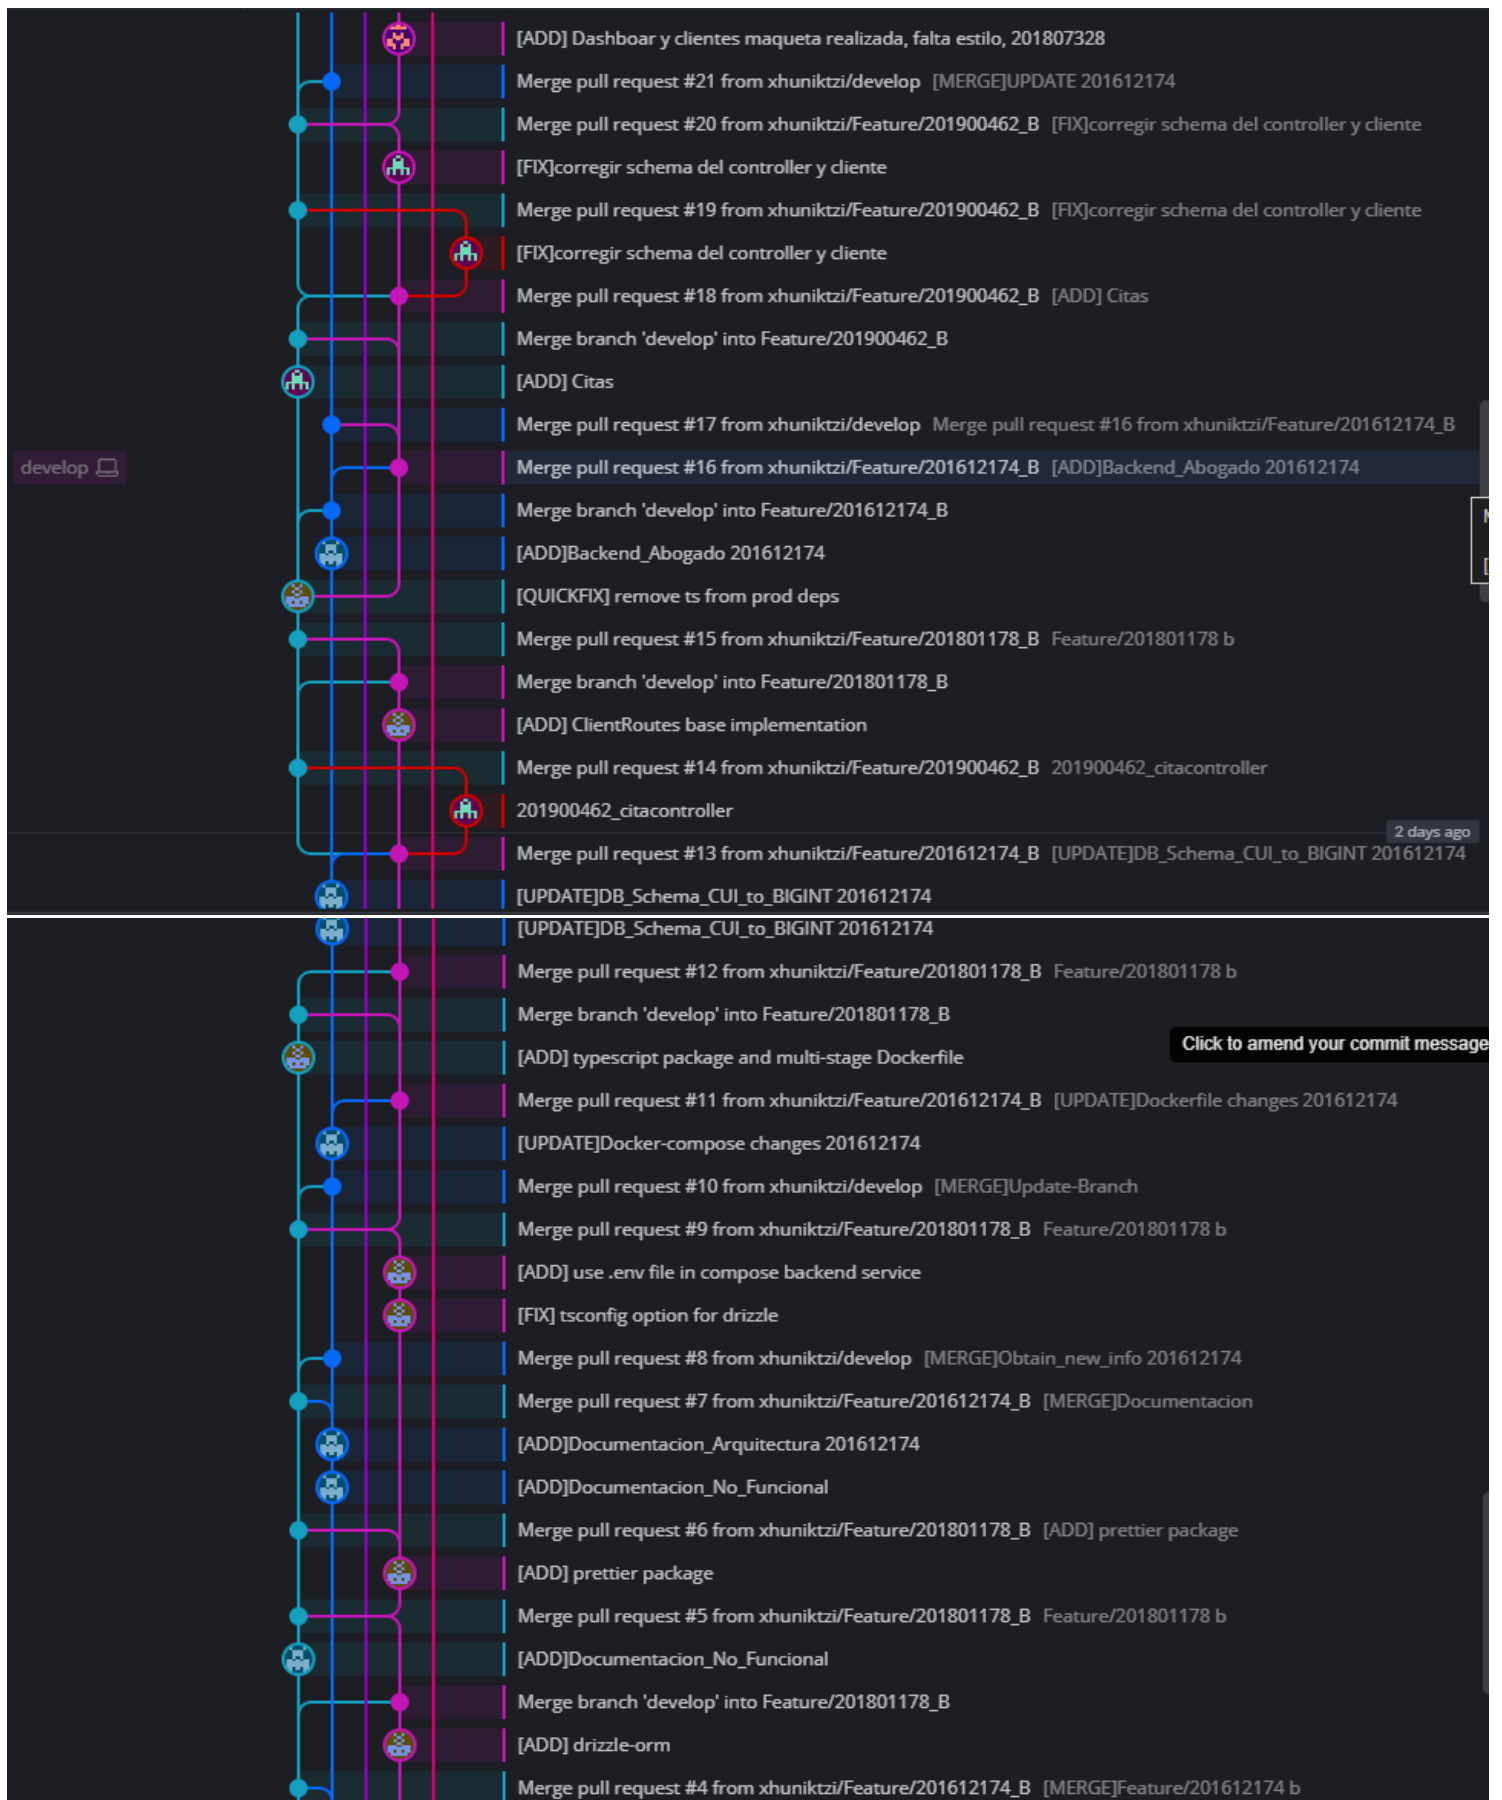 [ADD] Dashboar y clientes maqueta realizada, falta estilo, 201807328
Merge pull request #21 from xhuniktzi/develop [MERGE]UPDATE 201612174
Merge pull request #20 from xhuniktzi/Feature/201900462_B [FIX]corregir schema del controller y cliente
[FIX]corregir schema del controller y cliente
Merge pull request #19 from xhuniktzi/Feature/201900462_B [FIX]corregir schema del controller y cliente
[FIX]corregir schema del controller y cliente
Merge pull request #18 from xhuniktzi/Feature/201900462_B [ADD] Citas
Merge branch 'develop' into Feature/201900462_B
[ADD] Citas
Merge pull request #17 from xhuniktzi/develop Merge pull request #16 from xhuniktzi/Feature/201612174_B
develop Merge pull request #16 from xhuniktzi/Feature/201612174_B [ADD]Backend_Abogado 201612174
Merge branch 'develop' into Feature/201612174_B
[ADD]Backend_Abogado 201612174
[QUICKFIX] remove ts from prod deps
Merge pull request #15 from xhuniktzi/Feature/201801178_B Feature/201801178 b
Merge branch 'develop' into Feature/201801178_B
[ADD] ClientRoutes base implementation
Merge pull request #14 from xhuniktzi/Feature/201900462_B 201900462_citacontroller
201900462_citacontroller
2 days ago
Merge pull request #13 from xhuniktzi/Feature/201612174_B [UPDATE]DB_Schema_CUI_to_BIGINT 201612174
[UPDATE]DB_Schema_CUI_to_BIGINT 201612174
[UPDATE]DB_Schema_CUI_to_BIGINT 201612174
Merge pull request #12 from xhuniktzi/Feature/201801178_B Feature/201801178 b
Merge branch 'develop' into Feature/201801178_B
Click to amend your commit message
[ADD] typescript package and multi-stage Dockerfile
Merge pull request #11 from xhuniktzi/Feature/201612174_B [UPDATE]Dockerfile changes 201612174
[UPDATE]Docker-compose changes 201612174
Merge pull request #10 from xhuniktzi/develop [MERGE]Update-Branch
Merge pull request #9 from xhuniktzi/Feature/201801178_B Feature/201801178 b
[ADD] use .env file in compose backend service
[FIX] tsconfig option for drizzle
Merge pull request #8 from xhuniktzi/develop [MERGE]Obtain_new_info 201612174
Merge pull request #7 from xhuniktzi/Feature/201612174_B [MERGE]Documentacion
[ADD]Documentacion_Arquitectura 201612174
[ADD]Documentacion_No_Funcional
Merge pull request #6 from xhuniktzi/Feature/201801178_B [ADD] prettier package
[ADD] prettier package
Merge pull request #5 from xhuniktzi/Feature/201801178_B Feature/201801178 b
[ADD]Documentacion_No_Funcional
Merge branch 'develop' into Feature/201801178_B
[ADD] drizzle-orm
Merge pull request #4 from xhuniktzi/Feature/201612174_B [MERGE]Feature/201612174 b